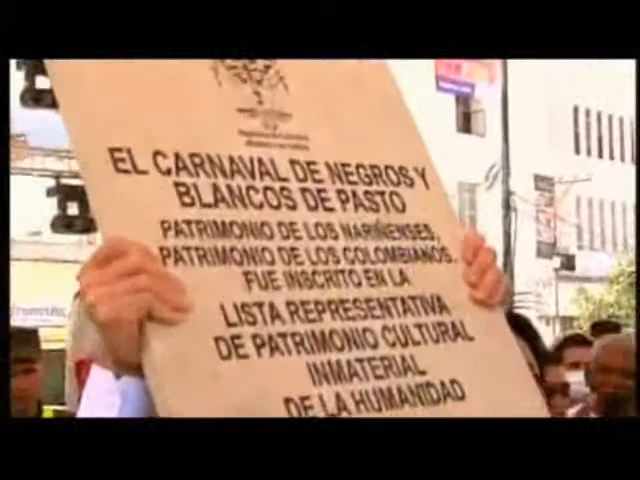 EL CARNAVAL DE NEGROS Y
BLANCOS DE PASTO
PATRIMONIO DE LOS NARIÑENSES,
PATRIMONIO DE LOS COLOMBIANOS,
FUE INSCRITO EN LA
LISTA REPRESENTATIVA
DE PATRIMONIO CULTURAL
INMATERIAL
DE LA HUMANIDAD